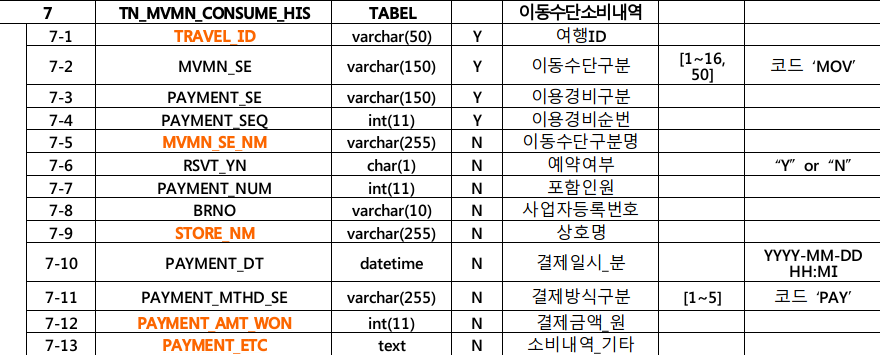 7 TN_MVMN_CONSUME_HIS TABEL 이동수단소비내역
7-1 TRAVEL_ID varchar(50) Y 여행ID
7-2 MVMN_SE varchar(150) Y 이동수단구분 [1~16, 50] 코드 ‘MOV’
7-3 PAYMENT_SE varchar(150) Y 이용경비구분
7-4 PAYMENT_SEQ int(11) Y 이용경비순번
7-5 MVMN_SE_NM varchar(255) N 이동수단구분명
7-6 RSVT_YN char(1) N 예약여부 “Y” or “N”
7-7 PAYMENT_NUM int(11) N 포함인원
7-8 BRNO varchar(10) N 사업자등록번호
7-9 STORE_NM varchar(255) N 상호명
7-10 PAYMENT_DT datetime N 결제일시_분 YYYY-MM-DD HH:MI
7-11 PAYMENT_MTHD_SE varchar(255) N 결제방식구분 [1~5] 코드 ‘PAY’
7-12 PAYMENT_AMT_WON int(11) N 결제금액_원
7-13 PAYMENT_ETC text N 소비내역_기타